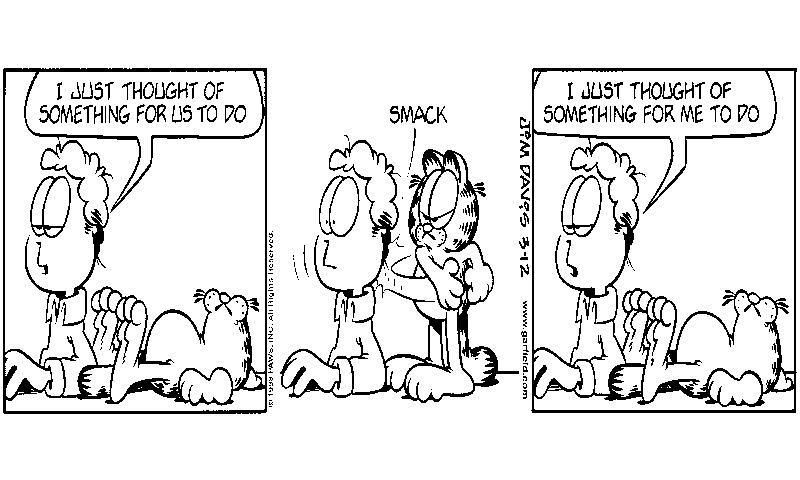 I JUST THOUGHT OF
SOMETHING FOR US TO DO
© 1999 PAWS, INC. All Rights Reserved.
SMACK
JIM DAVIS 3-12
www.garfield.com
I JUST THOUGHT OF
SOMETHING FOR ME TO DO